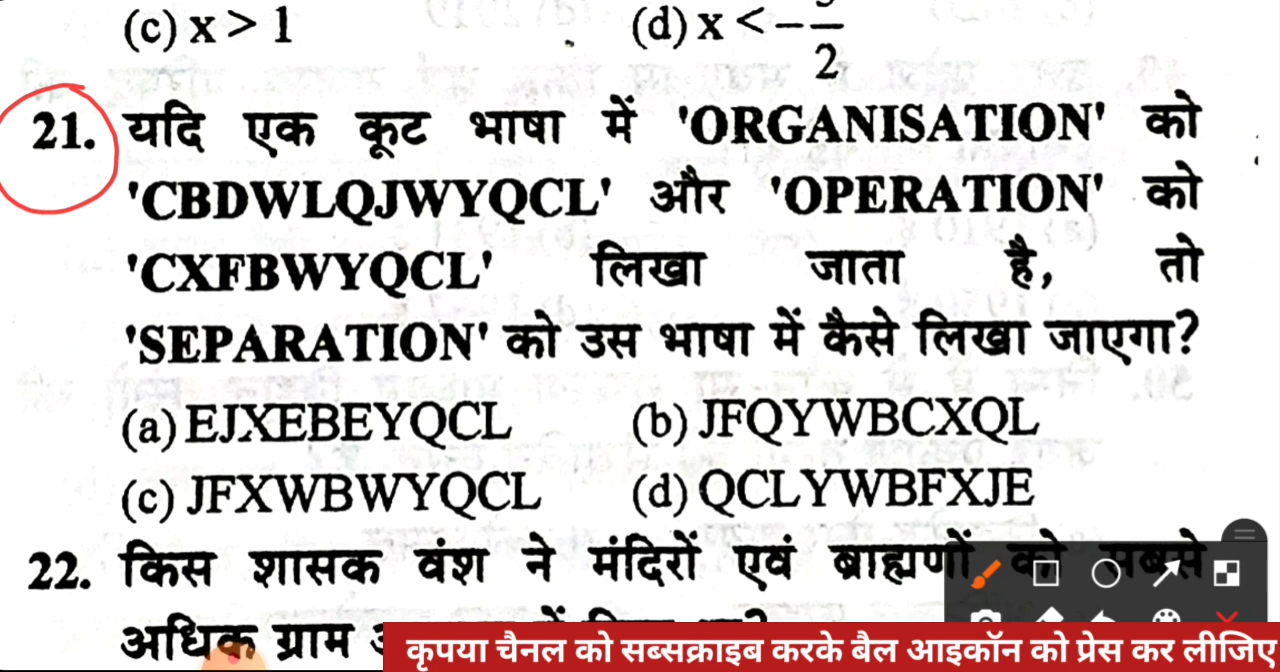 (c) x > 1 (d) x < - —
2
21. यदि एक कूट भाषा में 'ORGANISATION' को
'CBDWLQJWYQCL' और 'OPERATION' को
'CXFBWYQCL' लिखा जाता है, तो
'SEPARATION' को उस भाषा में कैसे लिखा जाएगा?
(a) EJXEBEYQCL (b) JFQYWBCXQL
(c) JFXWBWYQCL (d) QCLYWBFXJE
22. किस शासक वंश ने मंदिरों एवं ब्राह्मणों को सबसे
अधिक ग्राम
कृपया चैनल को सब्सक्राइब करके बैल आइकॉन को प्रेस कर लीजिए